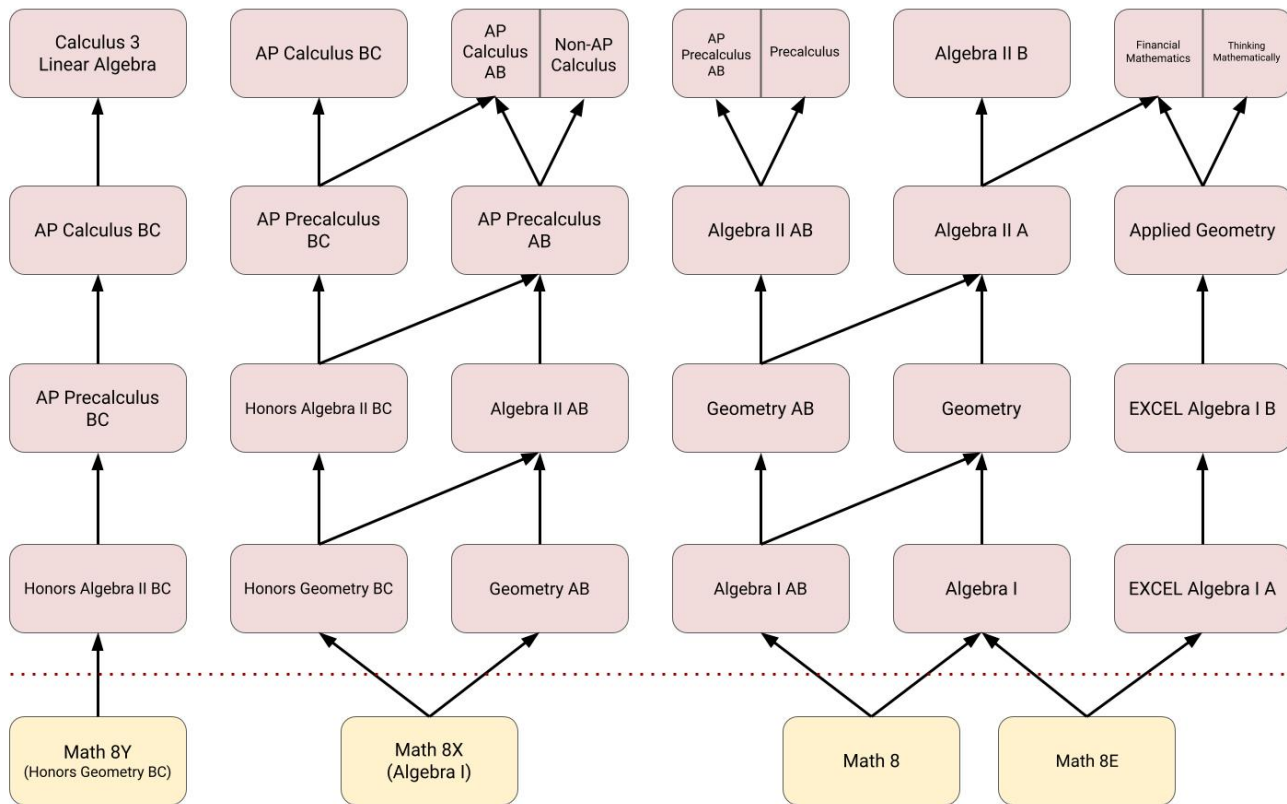 Calculus 3
Linear Algebra
AP Calculus BC
AP
Calculus
AB
Non-AP
Calculus
AP
Precalculus
AB
Precalculus
Algebra II B
Financial
Mathematics
Thinking
Mathematically
AP Calculus BC
AP Precalculus
BC
AP Precalculus
AB
Algebra II AB
Algebra II A
Applied Geometry
AP Precalculus
BC
Honors Algebra II BC
Algebra II AB
Geometry AB
Geometry
EXCEL Algebra I B
Honors Algebra II BC
Honors Geometry BC
Geometry AB
Algebra I AB
Algebra I
EXCEL Algebra I A
Math 8Y
(Honors Geometry BC)
Math 8X
(Algebra I)
Math 8
Math 8E